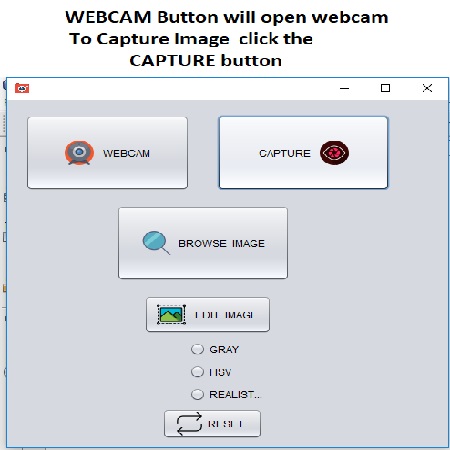 WEBCAM Button will open webcam
To Capture Image click the
CAPTURE button
WEBCAM
CAPTURE
BROWSE IMAGE
EDIT IMAGE
GRAY
HSV
REALIST...
RESET